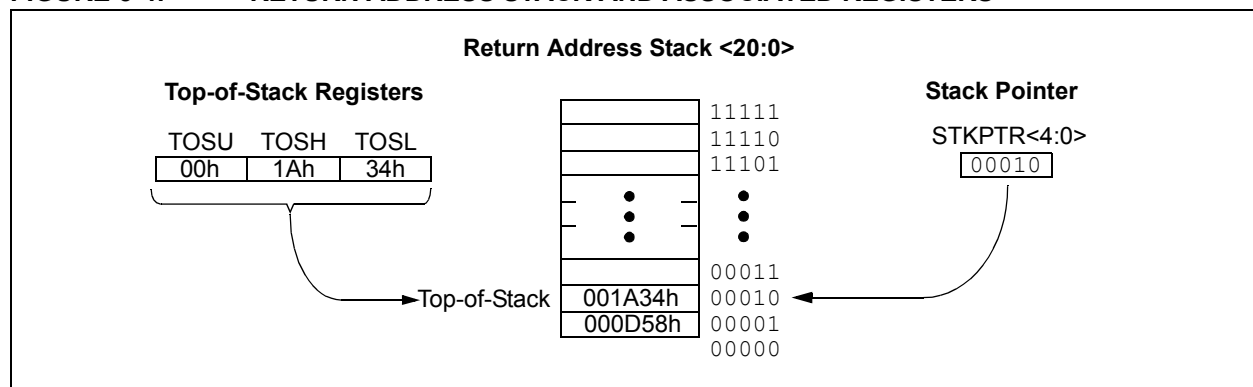 Return Address Stack <20:0>
Top-of-Stack Registers
TOSU TOSH TOSL
00h 1Ah 34h
Stack Pointer
STKPTR<4:0>
00010
11111
11110
11101
00011
Top-of-Stack 001A34h 00010
000D58h 00001
00000